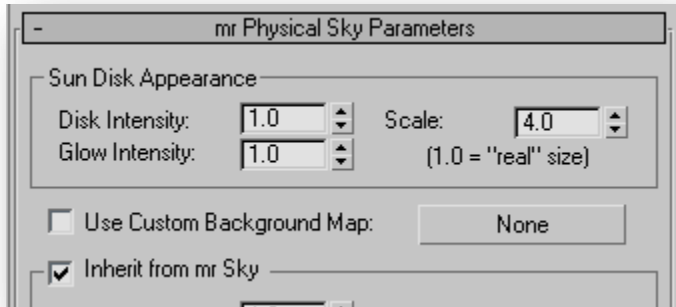 - mr Physical Sky Parameters
Sun Disk Appearance
Disk Intensity: 1.0 Scale: 4.0
Glow Intensity: 1.0 (1.0 = "real" size)
Use Custom Background Map: None
Inherit from mr Sky